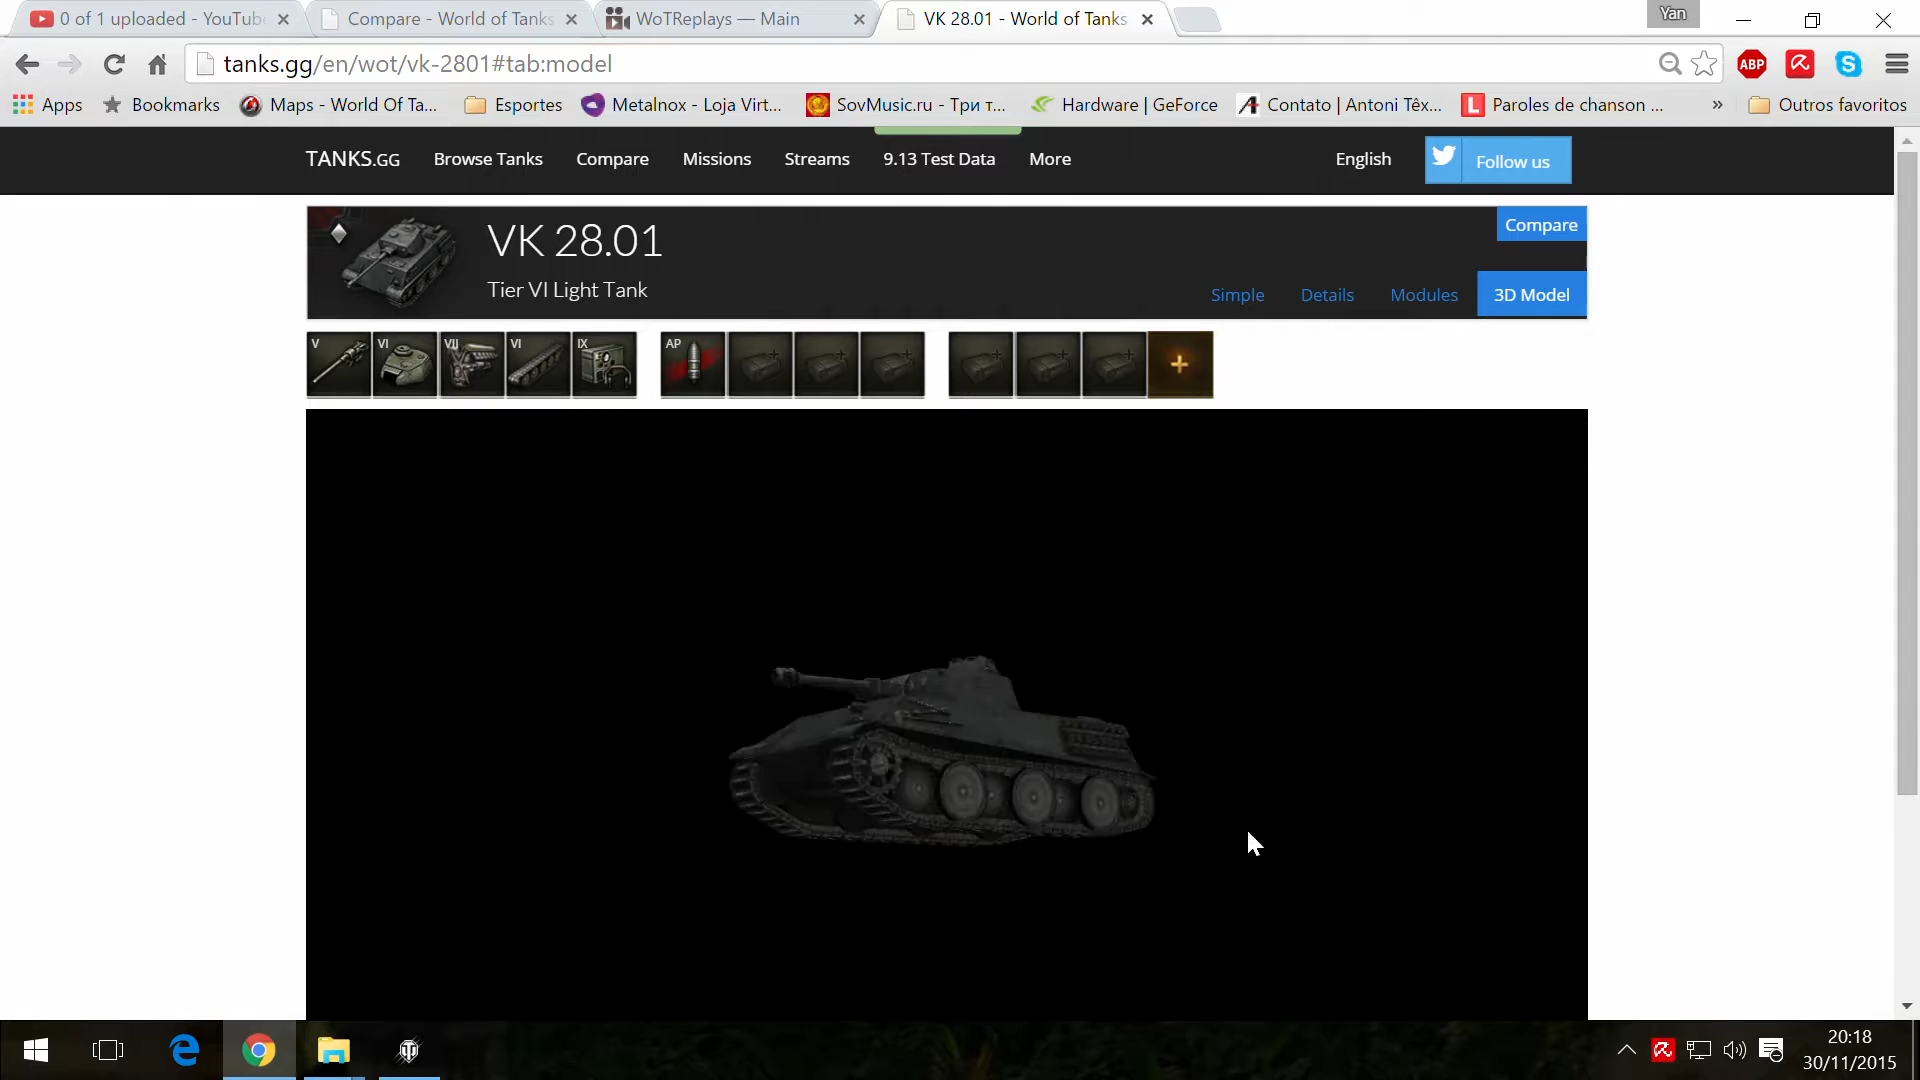 0 of 1 uploaded - YouTub
Compare - World of Tanks
WoTReplays — Main
VK 28.01 - World of Tanks
Yan
tanks.gg/en/wot/vk-2801#tab:model
ABP
Apps
Bookmarks
Maps - World Of Ta...
Esportes
Metalnox - Loja Virt...
SovMusic.ru - Три т...
Hardware | GeForce
Contato | Antoni Têx...
L
Paroles de chanson ...
»
Outros favoritos
TANKS.GG
Browse Tanks
Compare
Missions
Streams
9.13 Test Data
More
English
Follow us
VK 28.01
Compare
Tier VI Light Tank
Simple
Details
Modules
3D Model
V
VI
VII
VI
IX
AP
20:18
30/11/2015